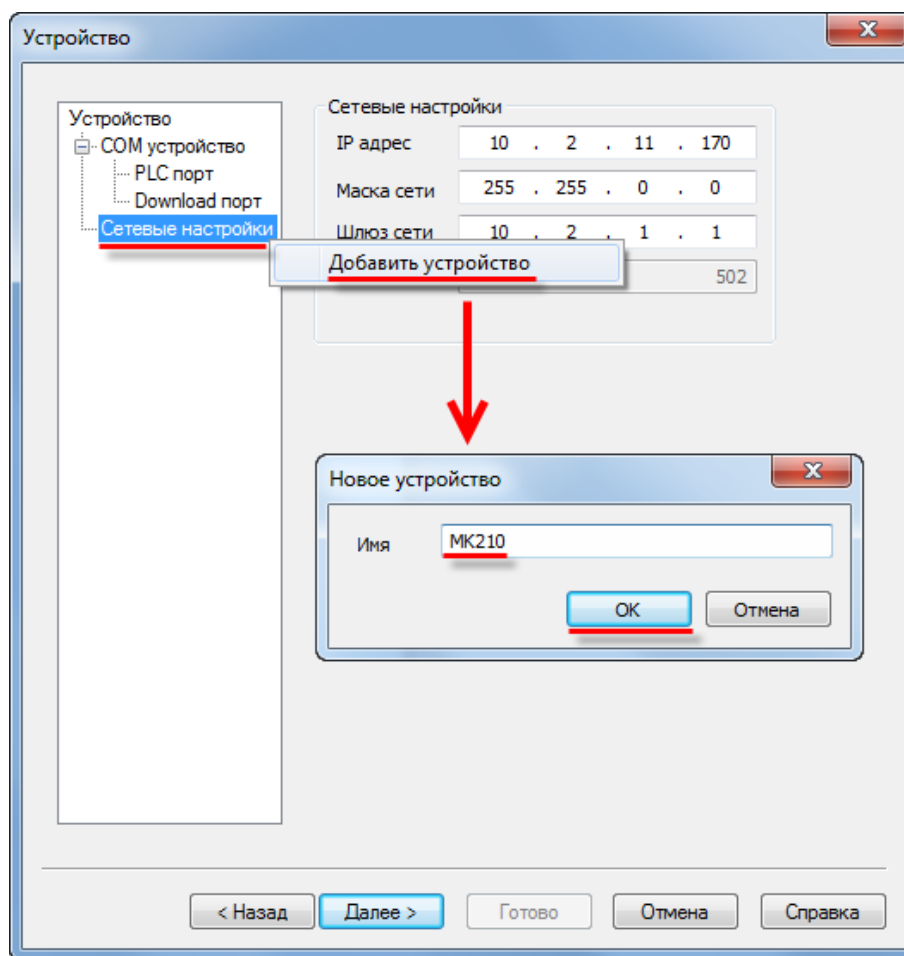 Устройство
Устройство
COM устройство
PLC порт
Download порт
Сетевые настройки
Сетевые настройки
IP адрес 10 . 2 . 11 . 170
Маска сети 255 . 255 . 0 . 0
Шлюз сети 10 . 2 . 1 . 1
502
Добавить устройство
Новое устройство
Имя MK210
OK Отмена
< Назад Далее > Готово Отмена Справка